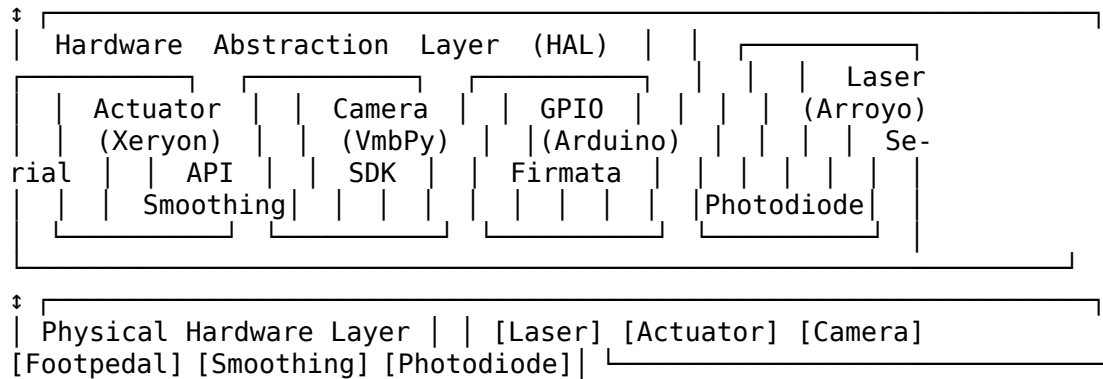 ↕ ┌──────────────────────────────────────────────────────────┐
│ Hardware Abstraction Layer (HAL) │ │ ┌─────────┐
┌─────────┐ ┌─────────┐ ┌─────────┐ │ │ │ Laser
│ │ Actuator │ │ Camera │ │ GPIO │ │ │ │ (Arroyo)
│ │ (Xeryon) │ │ (VmbPy) │ │(Arduino) │ │ │ │ Se-
rial │ │ API │ │ SDK │ │ Firmata │ │ │ │ │ │ │
│ │ │ Smoothing│ │ │ │ │ │ │ │ │ │Photodiode│ │
│ └─────────┘ └─────────┘ └─────────┘ └─────────┘ │
└──────────────────────────────────────────────────────────┘
↕ ┌──────────────────────────────────────────────────────────┐
│ Physical Hardware Layer │ │ [Laser] [Actuator] [Camera]
[Footpedal] [Smoothing] [Photodiode]│ └───────────────────────────